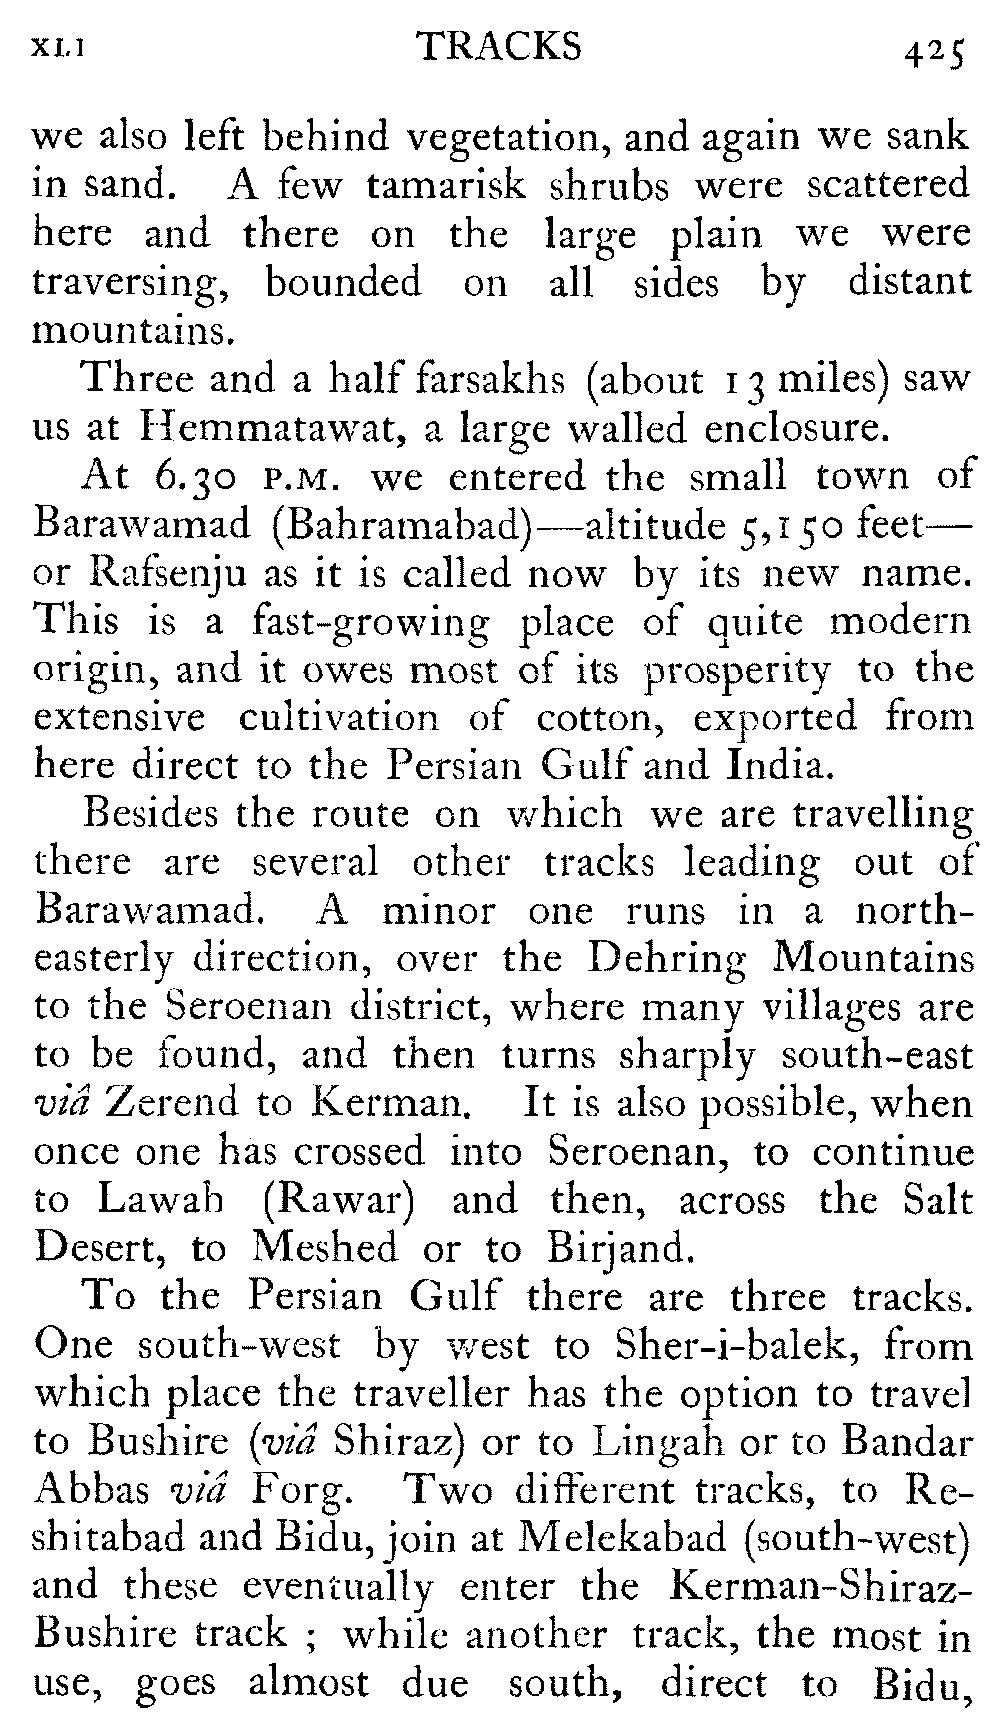 XLI TRACKS 425
we also left behind vegetation, and again we sank
in sand. A few tamarisk shrubs were scattered
here and there on the large plain we were
traversing, bounded on all sides by distant
mountains.
Three and a half farsakhs (about 13 miles) saw
us at Hemmatawat, a large walled enclosure.
At 6.30 P.M. we entered the small town of
Barawamad (Bahramabad)—altitude 5,150 feet—
or Rafsenju as it is called now by its new name.
This is a fast-growing place of quite modern
origin, and it owes most of its prosperity to the
extensive cultivation of cotton, exported from
here direct to the Persian Gulf and India.
Besides the route on which we are travelling
there are several other tracks leading out of
Barawamad. A minor one runs in a north-
easterly direction, over the Dehring Mountains
to the Seroenan district, where many villages are
to be found, and then turns sharply south-east
viâ Zerend to Kerman. It is also possible, when
once one has crossed into Seroenan, to continue
to Lawah (Rawar) and then, across the Salt
Desert, to Meshed or to Birjand.
To the Persian Gulf there are three tracks.
One south-west by west to Sher-i-balek, from
which place the traveller has the option to travel
to Bushire (viâ Shiraz) or to Lingah or to Bandar
Abbas viâ Forg. Two different tracks, to Re-
shitabad and Bidu, join at Melekabad (south-west)
and these eventually enter the Kerman-Shiraz-
Bushire track ; while another track, the most in
use, goes almost due south, direct to Bidu,